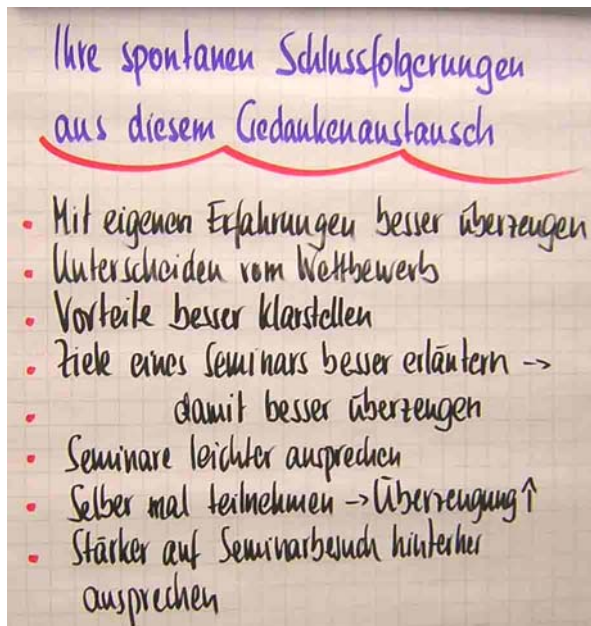 Ihre spontanen Schlussfolgerungen
aus diesem Gedankenaustausch
• Mit eigenen Erfahrungen besser überzeugen
• Unterscheiden vom Wettbewerb
• Vorteile besser klarstellen
• Ziele eines Seminars besser erläutern →
• damit besser überzeugen
• Seminare leichter ansprechen
• Selber mal teilnehmen → Überzeugung ↑
• Stärker auf Seminarbesuch hinterher
ansprechen